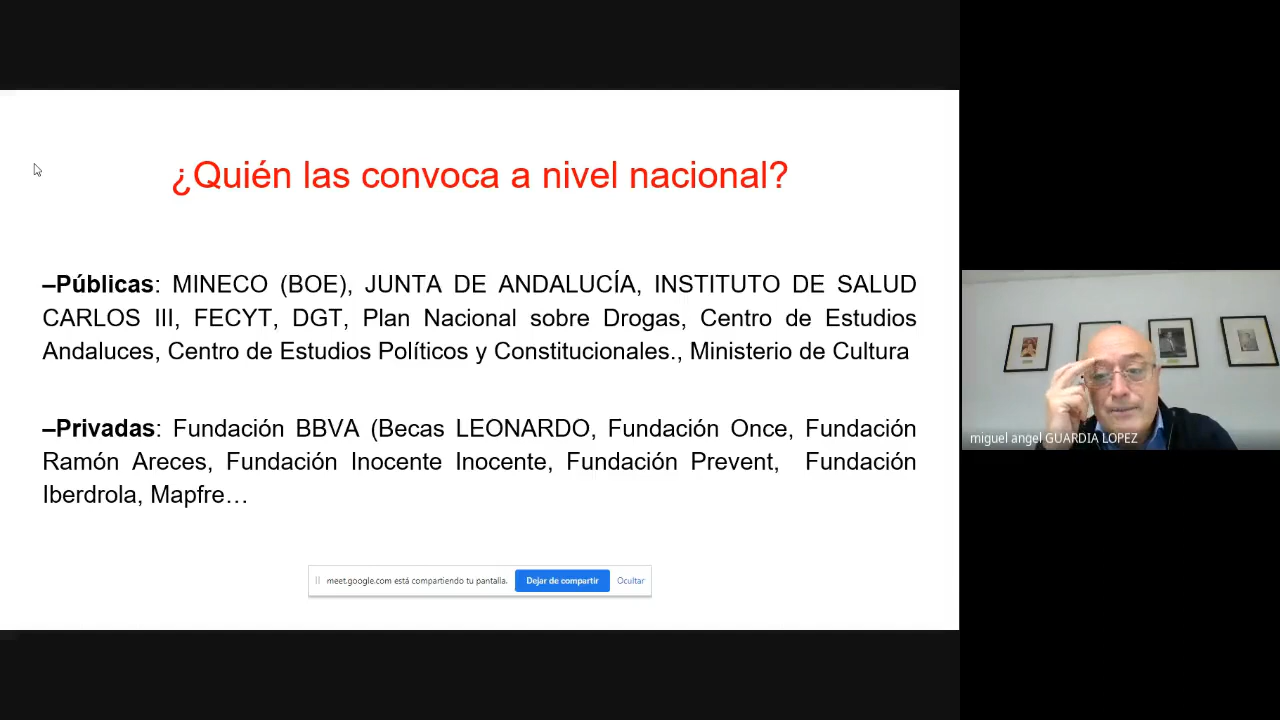 ¿Quién las convoca a nivel nacional?
–Públicas: MINECO (BOE), JUNTA DE ANDALUCÍA, INSTITUTO DE SALUD
CARLOS III, FECYT, DGT, Plan Nacional sobre Drogas, Centro de Estudios
Andaluces, Centro de Estudios Políticos y Constitucionales., Ministerio de Cultura
–Privadas: Fundación BBVA (Becas LEONARDO, Fundación Once, Fundación
Ramón Areces, Fundación Inocente Inocente, Fundación Prevent, Fundación
Iberdrola, Mapfre…
meet.google.com está compartiendo tu pantalla. Dejar de compartir Ocultar
miguel angel GUARDIA LOPEZ